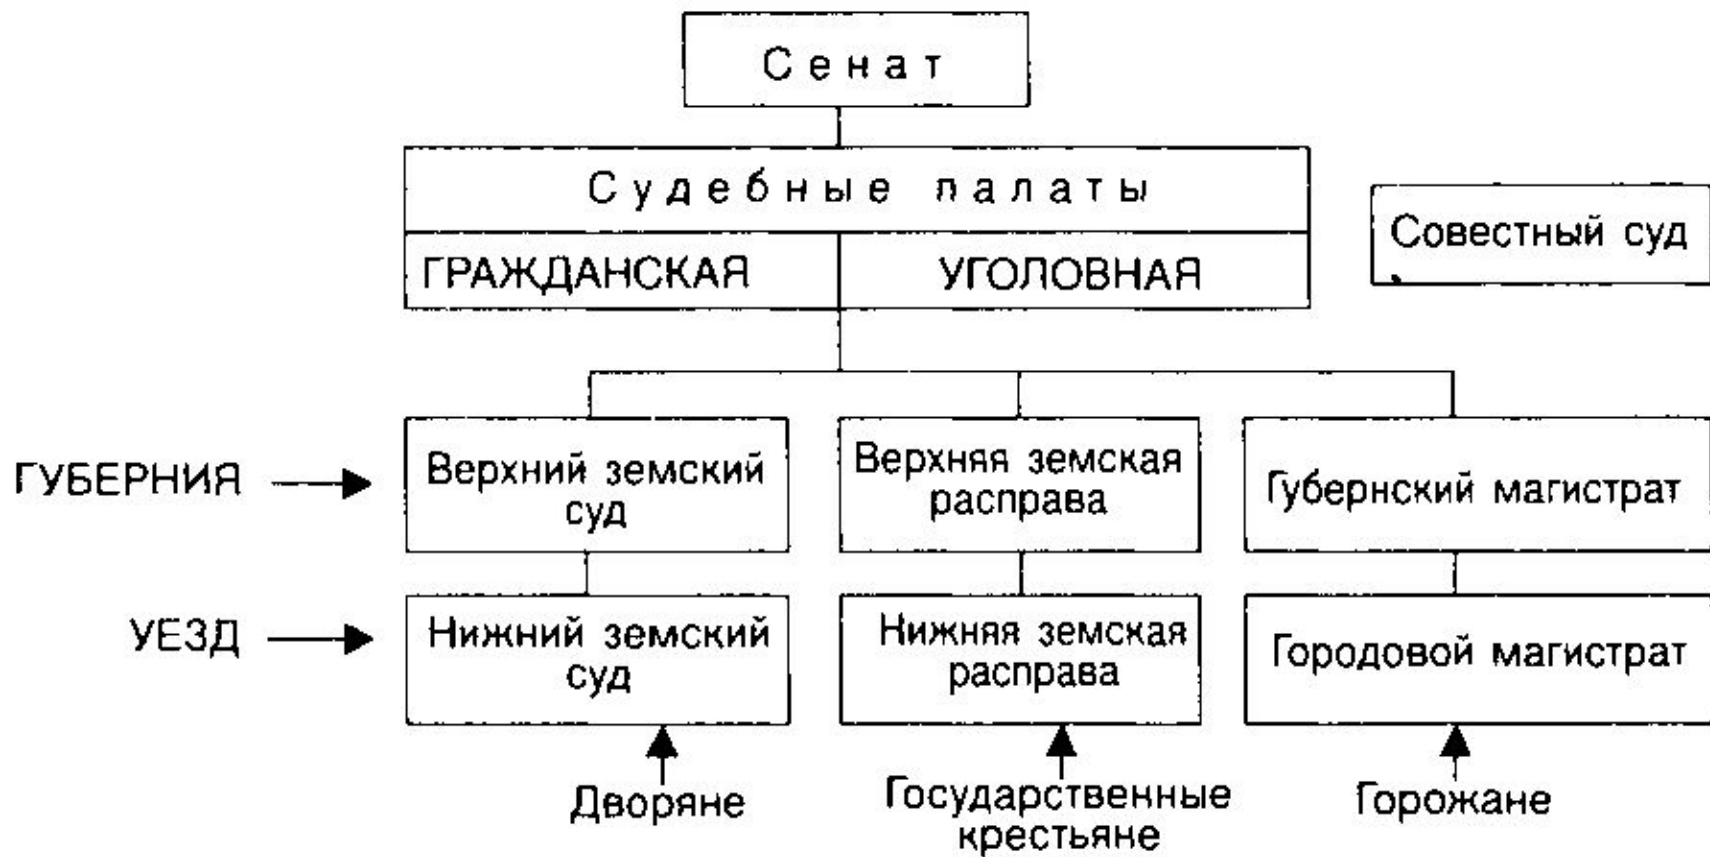 Сенат
Судебные палаты
ГРАЖДАНСКАЯ
УГОЛОВНАЯ
Совестный суд
ГУБЕРНИЯ
Верхний земский
суд
Верхняя земская
расправа
Губернский магистрат
УЕЗД
Нижний земский
суд
Нижняя земская
расправа
Городовой магистрат
Дворяне
Государственные
крестьяне
Горожане